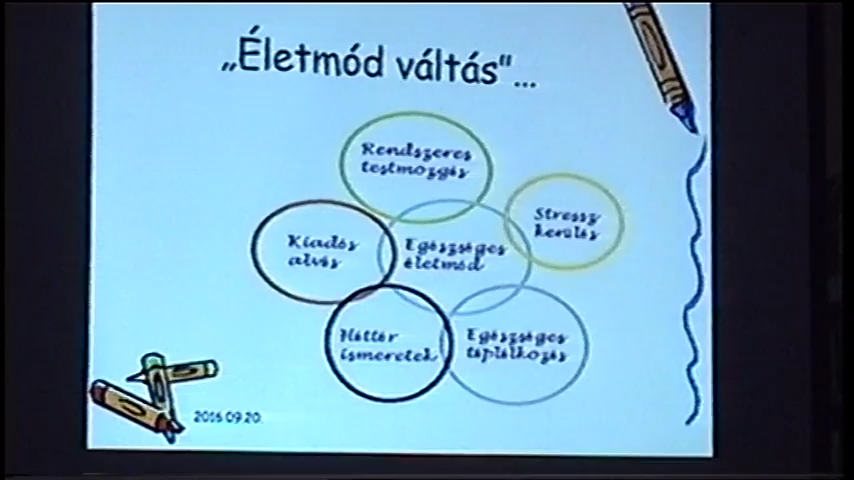 „Életmód váltás"...
Rendszeres
testmozgás
Stressz
kerülés
Kiadós
alvás
Egészséges
életmód
Háttér
ismeretek
Egészséges
táplálkozás
2016.09.20.